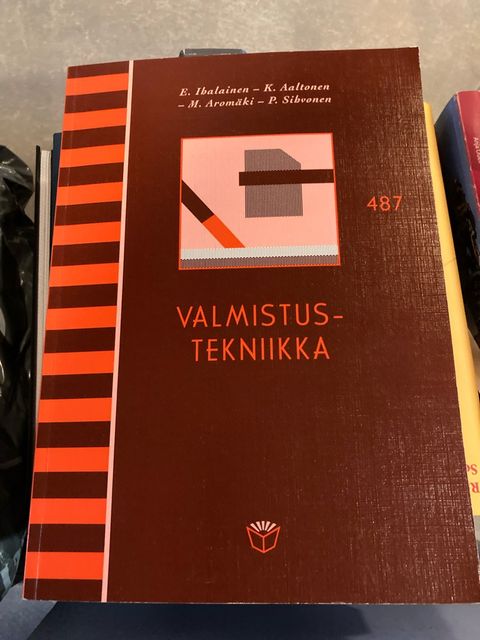 E. Ihalainen – K. Aaltonen
– M. Aromäki – P. Sihvonen
487
VALMISTUS-
TEKNIIKKA